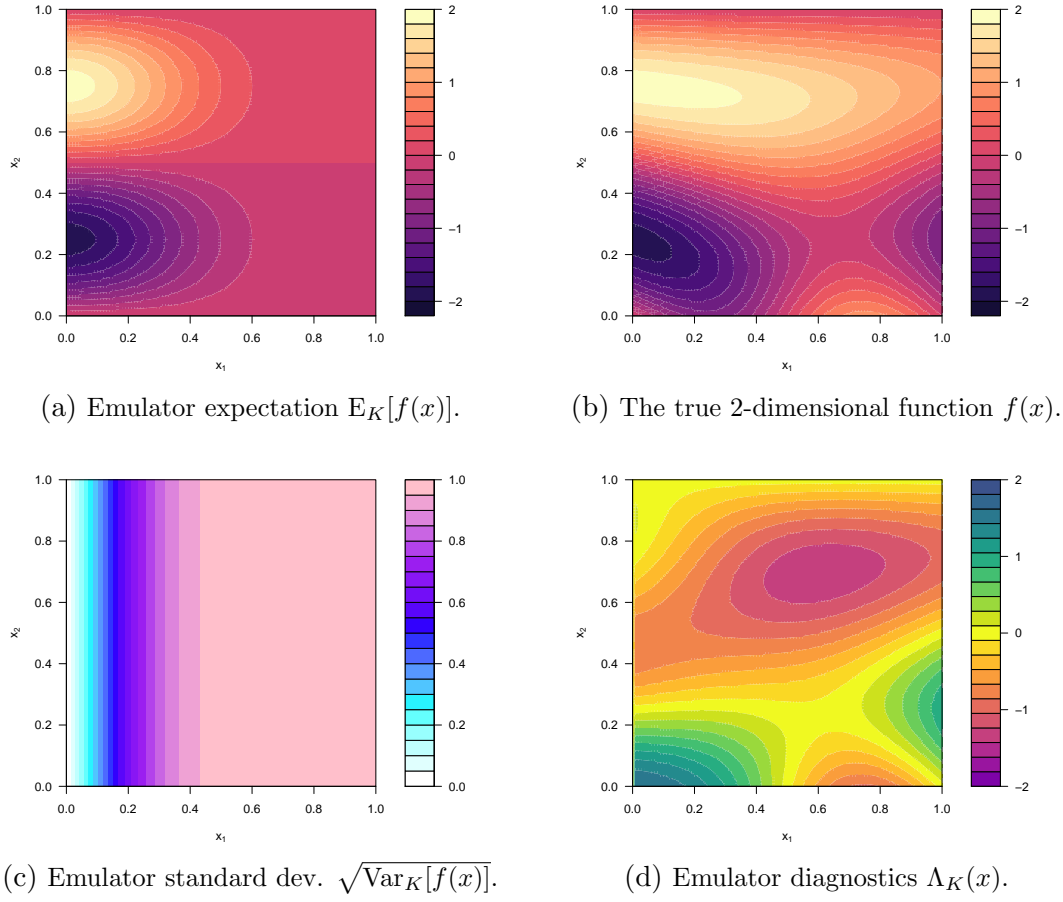 1.0
0.8
0.6
0.4
0.2
0.0
x₂
0.0 0.2 0.4 0.6 0.8 1.0
x₁
2
1
0
−1
−2
(a) Emulator expectation E_K[f(x)].
1.0
0.8
0.6
0.4
0.2
0.0
x₂
0.0 0.2 0.4 0.6 0.8 1.0
x₁
2
1
0
−1
−2
(b) The true 2-dimensional function f(x).
1.0
0.8
0.6
0.4
0.2
0.0
x₂
0.0 0.2 0.4 0.6 0.8 1.0
x₁
1.0
0.8
0.6
0.4
0.2
0.0
(c) Emulator standard dev. √Var_K[f(x)].
1.0
0.8
0.6
0.4
0.2
0.0
x₂
0.0 0.2 0.4 0.6 0.8 1.0
x₁
2
1
0
−1
−2
(d) Emulator diagnostics Λ_K(x).